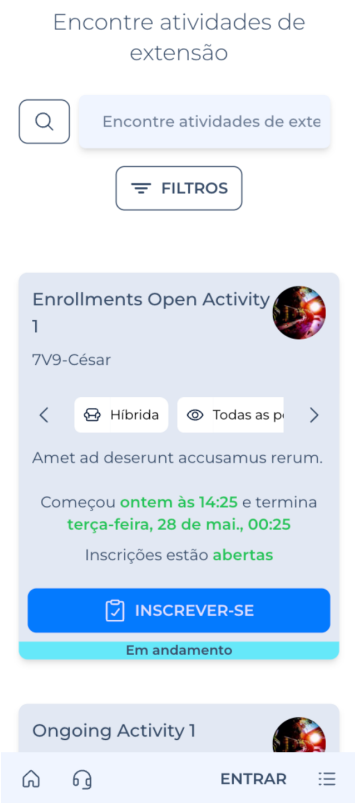 Encontre atividades de
extensão
Encontre atividades de exte
FILTROS
Enrollments Open Activity
1
7V9-César
Híbrida
Todas as pe
Amet ad deserunt accusamus rerum.
Começou ontem às 14:25 e termina
terça-feira, 28 de mai., 00:25
Inscrições estão abertas
INSCREVER-SE
Em andamento
Ongoing Activity 1
ENTRAR